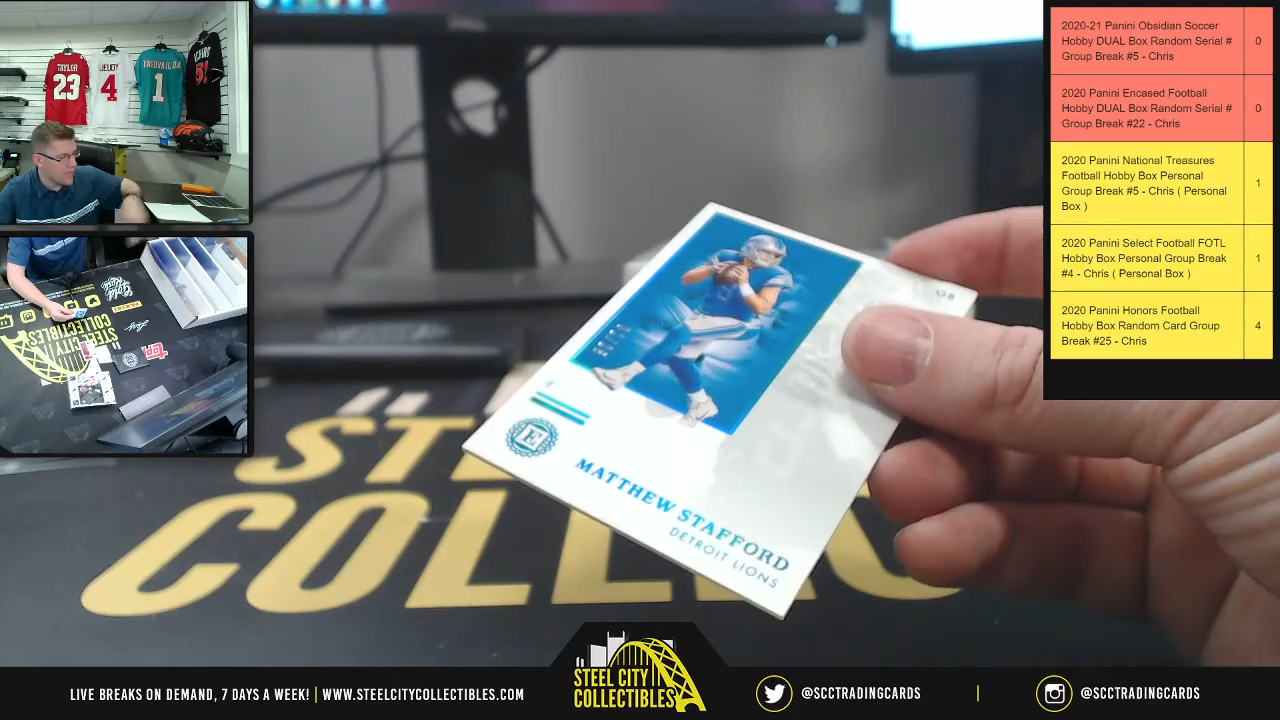 TAYLOR
23
JEUDY
4
TAGOVAILOA
1
2020-21 Panini Obsidian Soccer
Hobby DUAL Box Random Serial #
Group Break #5 - Chris
0
2020 Panini Encased Football
Hobby DUAL Box Random Serial #
Group Break #22 - Chris
0
2020 Panini National Treasures
Football Hobby Box Personal
Group Break #5 - Chris ( Personal
Box )
1
2020 Panini Select Football FOTL
Hobby Box Personal Group Break
#4 - Chris ( Personal Box )
1
2020 Panini Honors Football
Hobby Box Random Card Group
Break #25 - Chris
4
QB
E
MATTHEW STAFFORD
DETROIT LIONS
COLLECTIBLES
LIVE BREAKS ON DEMAND, 7 DAYS A WEEK! | WWW.STEELCITYCOLLECTIBLES.COM
STEEL CITY
COLLECTIBLES
@SCCTRADINGCARDS
@SCCTRADINGCARDS